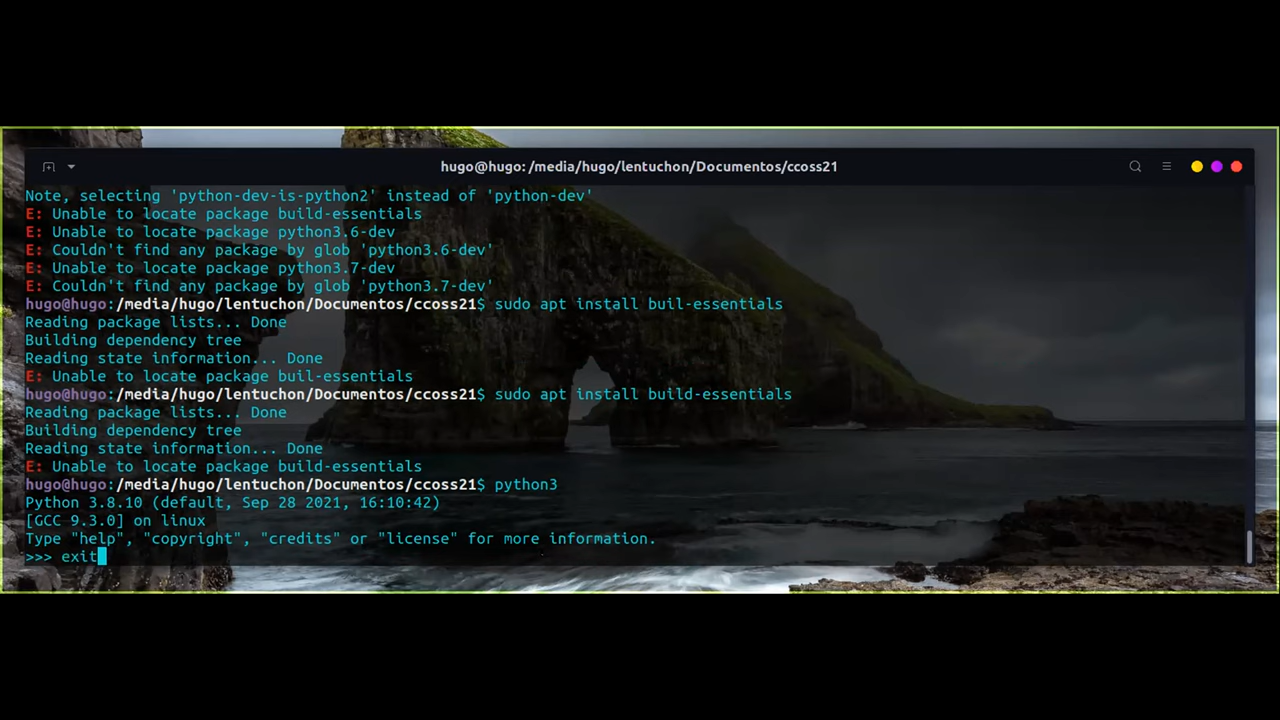 hugo@hugo: /media/hugo/lentuchon/Documentos/ccoss21
Note, selecting 'python-dev-is-python2' instead of 'python-dev'
E: Unable to locate package build-essentials
E: Unable to locate package python3.6-dev
E: Couldn't find any package by glob 'python3.6-dev'
E: Unable to locate package python3.7-dev
E: Couldn't find any package by glob 'python3.7-dev'
hugo@hugo:/media/hugo/lentuchon/Documentos/ccoss21$ sudo apt install buil-essentials
Reading package lists... Done
Building dependency tree
Reading state information... Done
E: Unable to locate package buil-essentials
hugo@hugo:/media/hugo/lentuchon/Documentos/ccoss21$ sudo apt install build-essentials
Reading package lists... Done
Building dependency tree
Reading state information... Done
E: Unable to locate package build-essentials
hugo@hugo:/media/hugo/lentuchon/Documentos/ccoss21$ python3
Python 3.8.10 (default, Sep 28 2021, 16:10:42)
[GCC 9.3.0] on linux
Type "help", "copyright", "credits" or "license" for more information.
>>> exit